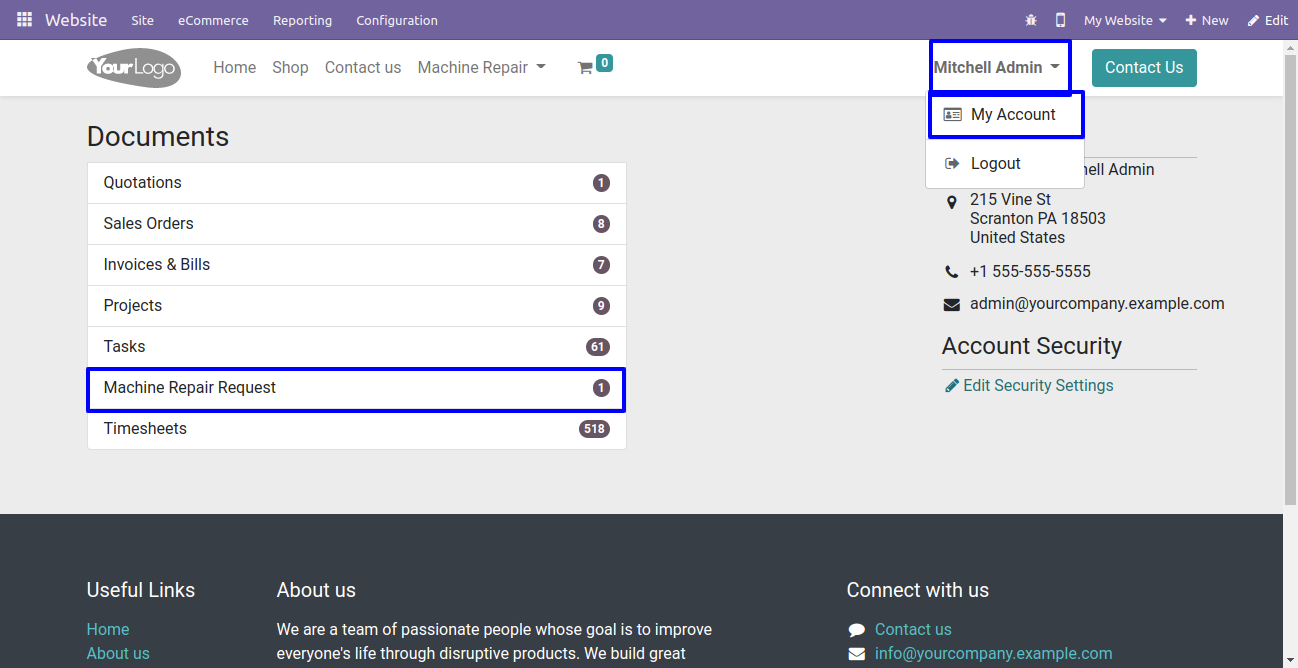 Website Site eCommerce Reporting Configuration My Website New Edit
YourLogo Home Shop Contact us Machine Repair 0 Mitchell Admin Contact Us
My Account
Logout
Documents
Quotations 1
Sales Orders 8
Invoices & Bills 7
Projects 9
Tasks 61
Machine Repair Request 1
Timesheets 518
hell Admin
215 Vine St
Scranton PA 18503
United States
+1 555-555-5555
admin@yourcompany.example.com
Account Security
Edit Security Settings
Useful Links
Home
About us
About us
We are a team of passionate people whose goal is to improve
everyone's life through disruptive products. We build great
Connect with us
Contact us
info@yourcompany.example.com